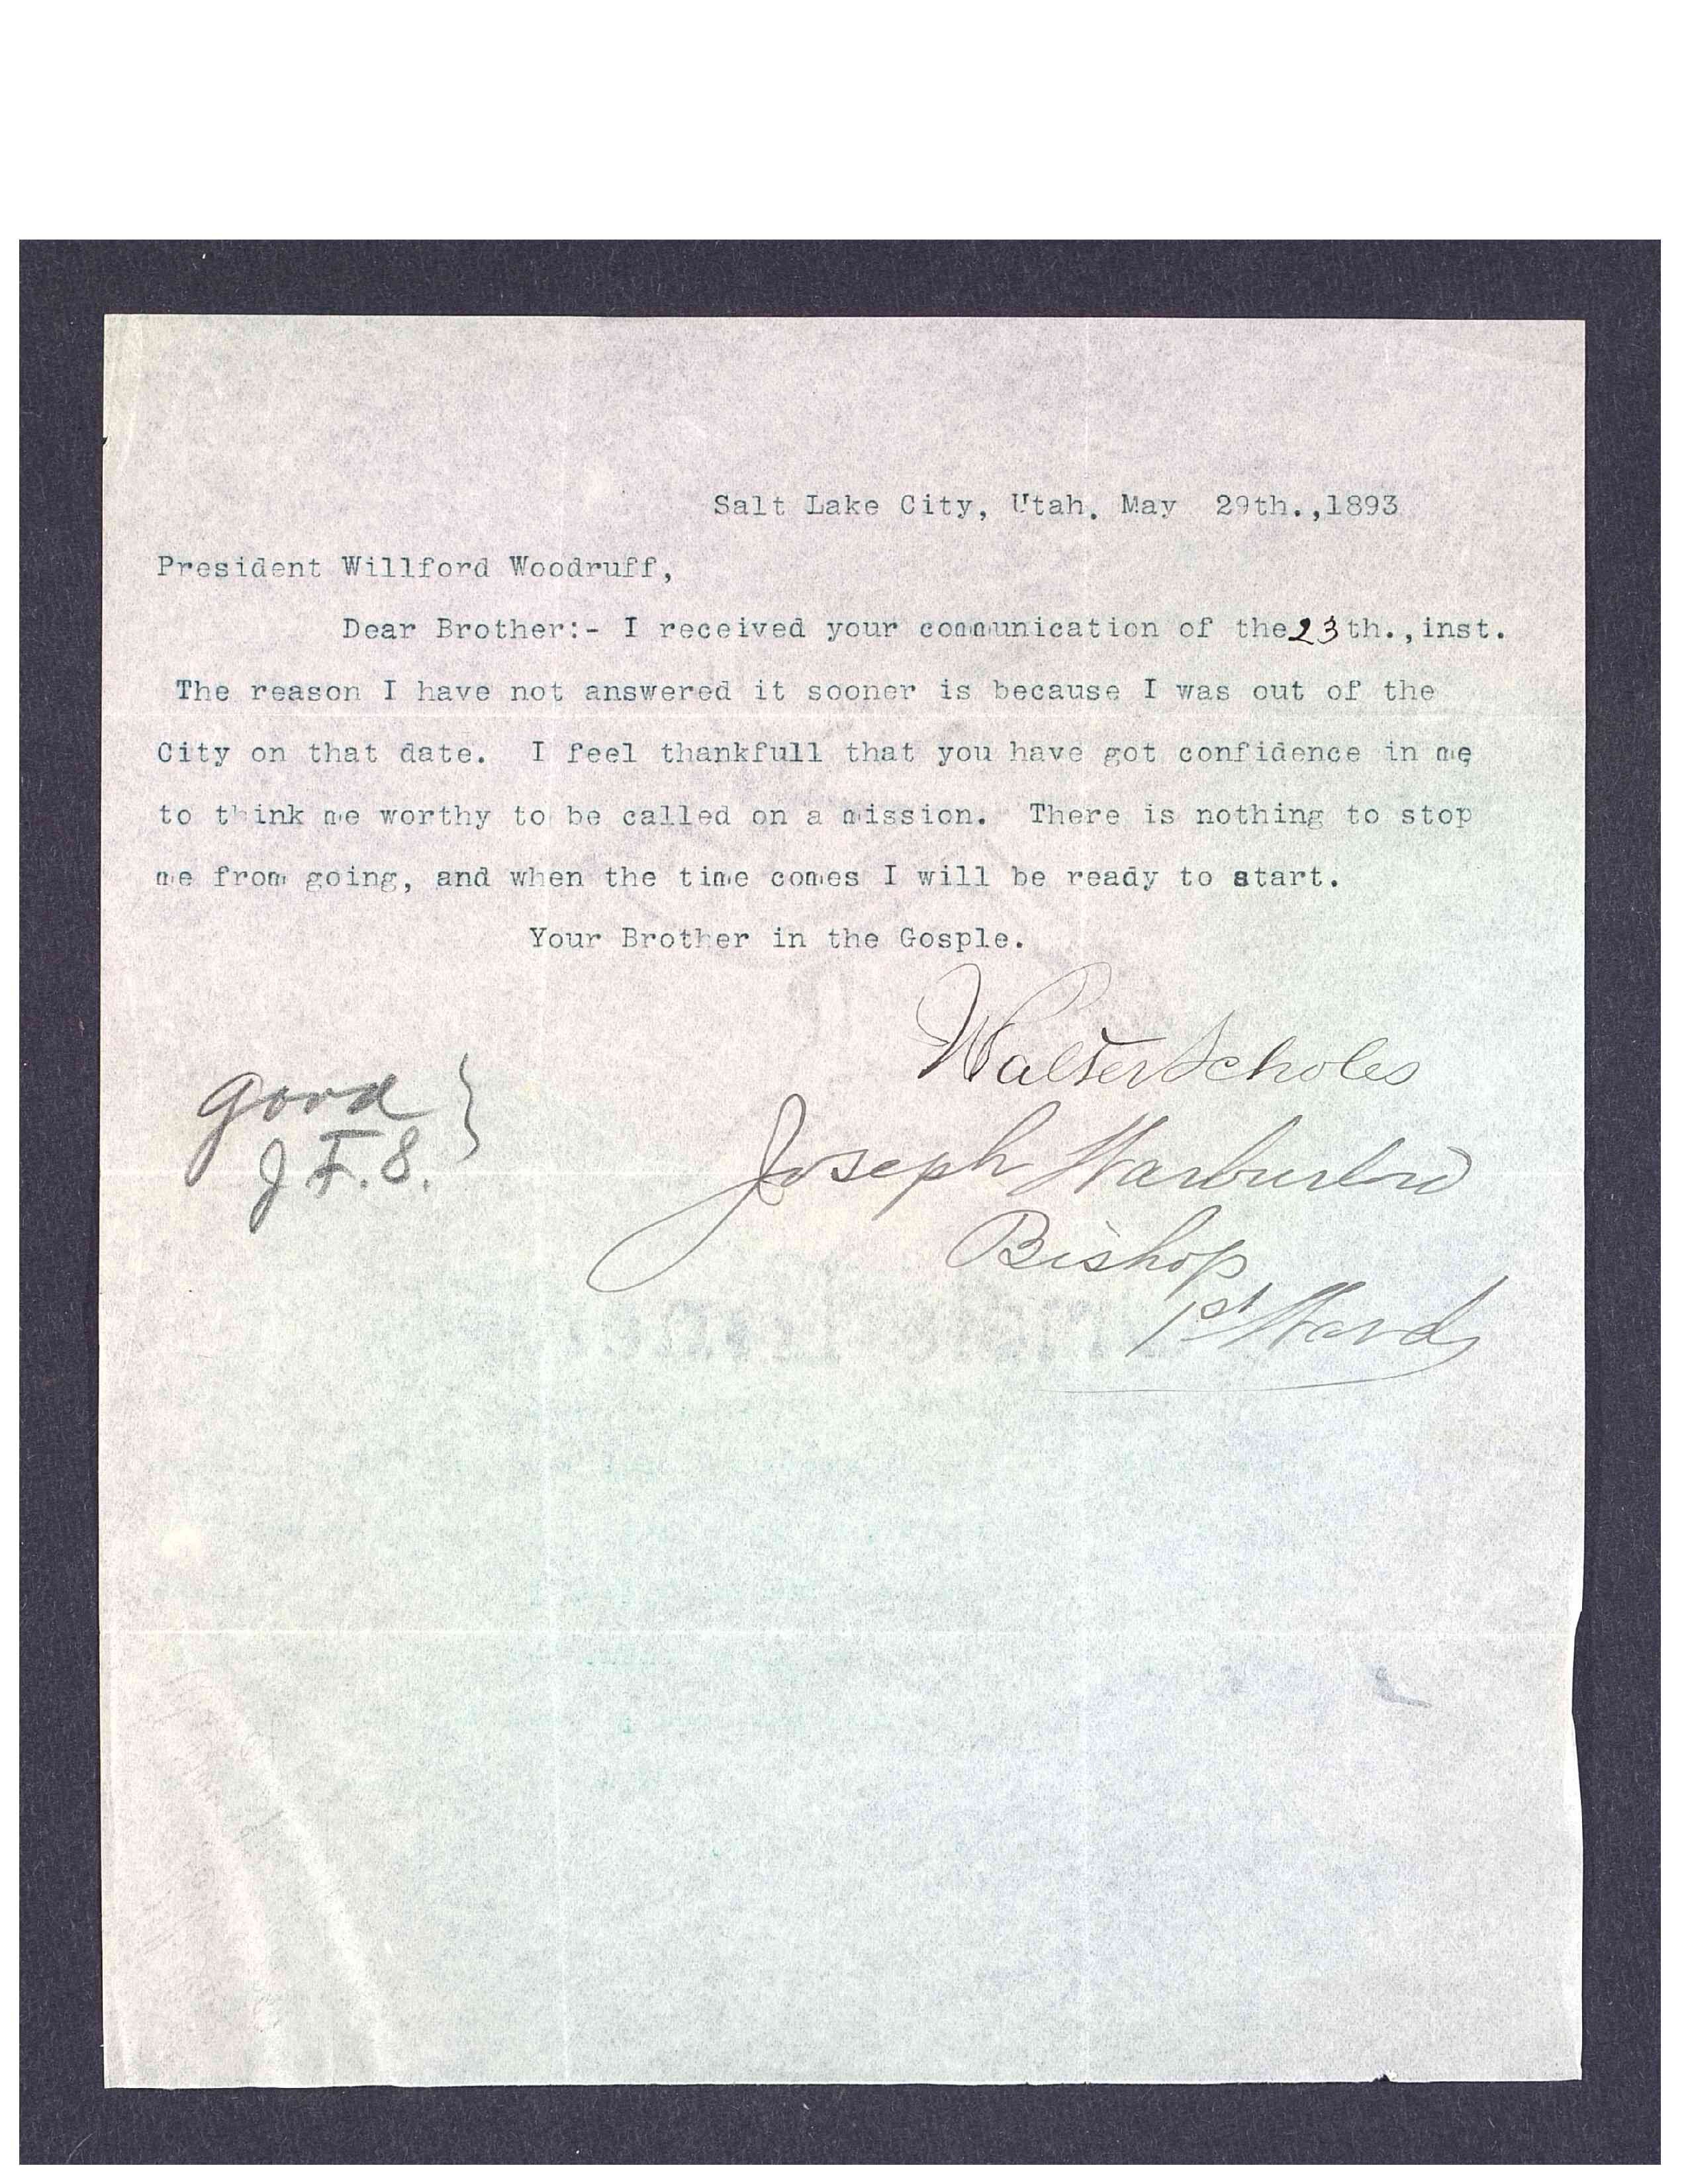 Salt Lake City, Utah. May 29th.,1893
President Willford Woodruff,
Dear Brother:- I received your communication of the 23th.,inst.
The reason I have not answered it sooner is because I was out of the
City on that date. I feel thankfull that you have got confidence in me
to think me worthy to be called on a mission. There is nothing to stop
me from going, and when the time comes I will be ready to start.
Your Brother in the Gosple.
Walter Scholes
good
J. F. S.
Joseph Warburton
Bishop
1st Ward